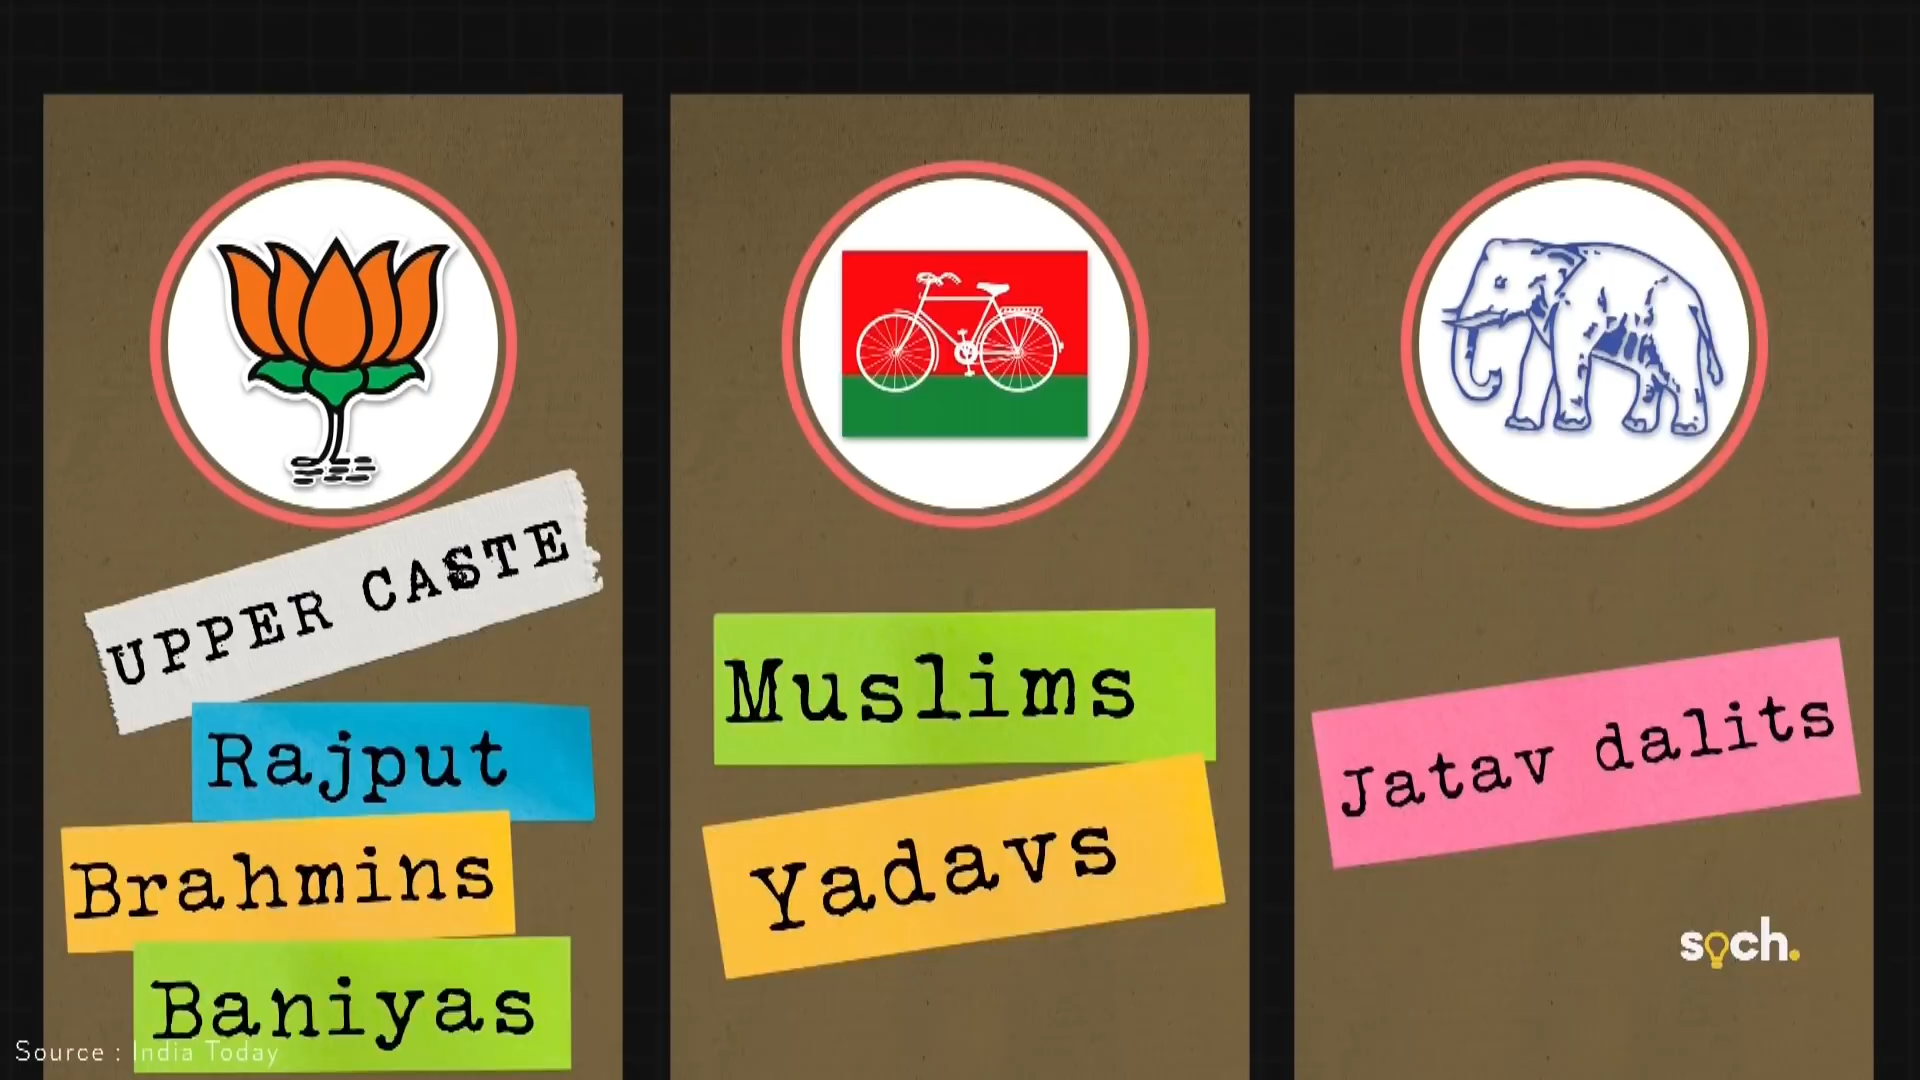 UPPER CASTE
Rajput
Brahmins
Baniyas
Muslims
Yadavs
Jatav dalits
soch.
Source : India Today